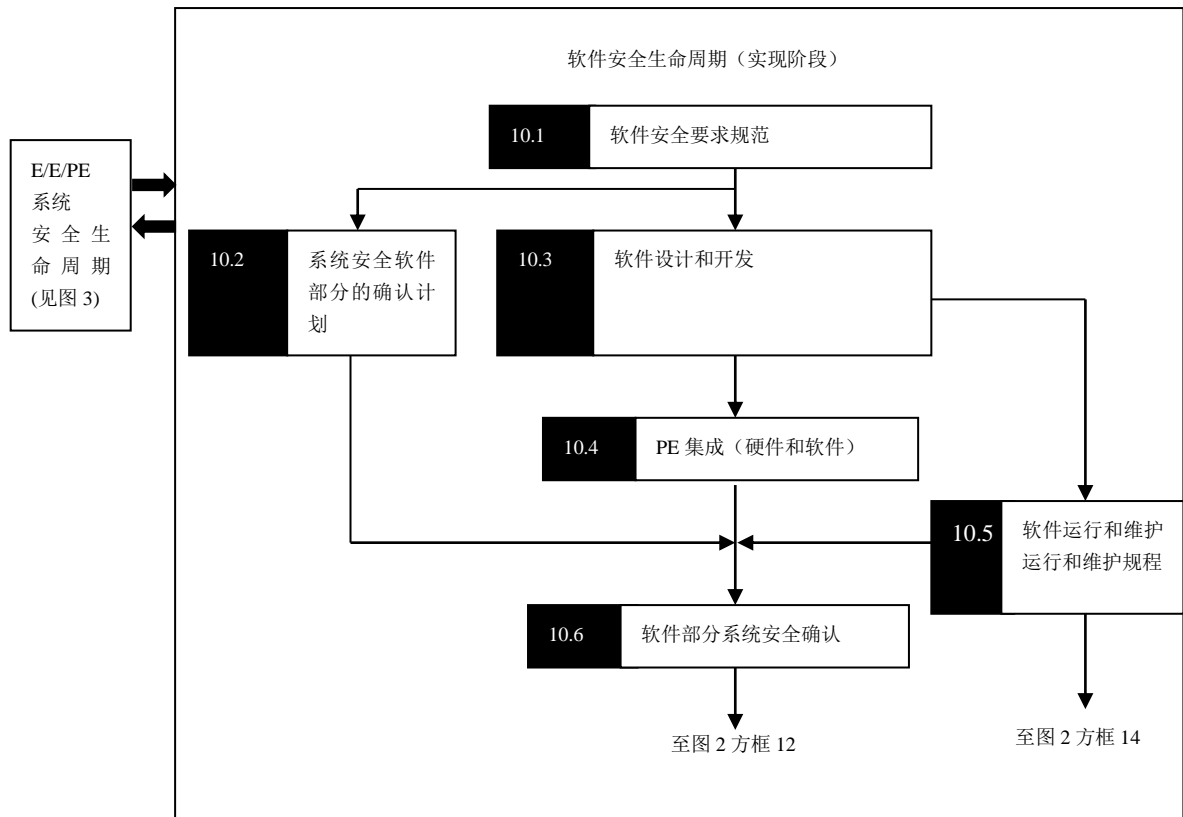 软件安全生命周期（实现阶段）
10.1
软件安全要求规范
E/E/PE
系统
安全生
命周期
(见图 3)
10.2
系统安全软件
部分的确认计
划
10.3
软件设计和开发
10.4
PE 集成（硬件和软件）
10.5
软件运行和维护
运行和维护规程
10.6
软件部分系统安全确认
至图 2 方框 12
至图 2 方框 14